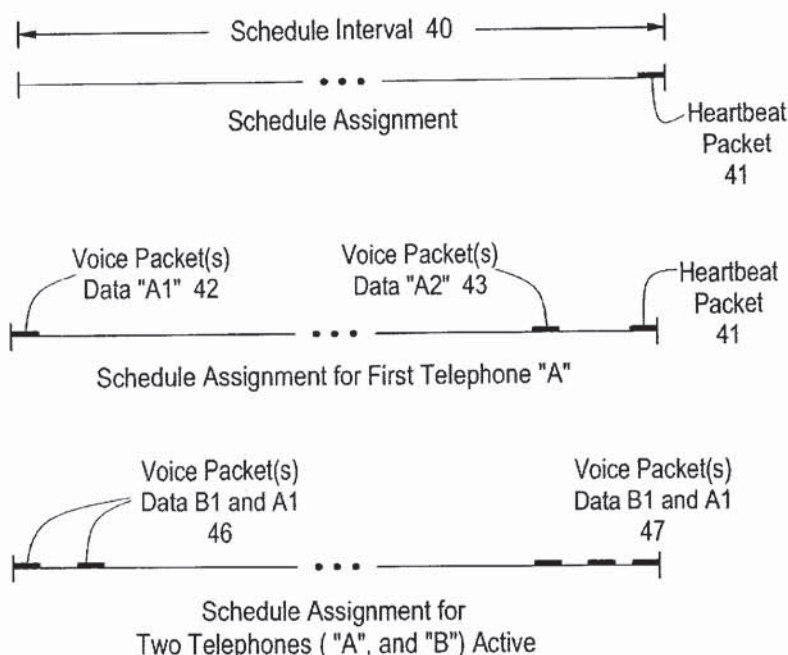 Schedule Interval 40
Schedule Assignment
Heartbeat
Packet
41
Voice Packet(s)
Data "A1" 42
Voice Packet(s)
Data "A2" 43
Heartbeat
Packet
41
Schedule Assignment for First Telephone "A"
Voice Packet(s)
Data B1 and A1
46
Voice Packet(s)
Data B1 and A1
47
Schedule Assignment for
Two Telephones ( "A", and "B") Active